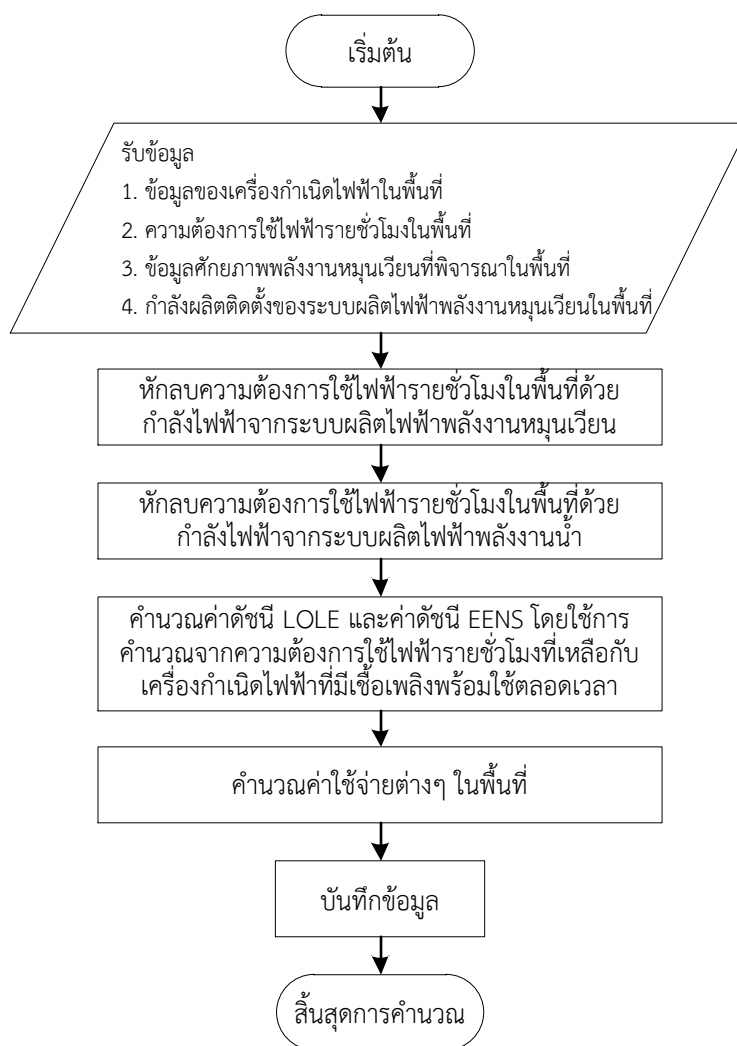 เริ่มต้น
รับข้อมูล
1. ข้อมูลของเครื่องกำเนิดไฟฟ้าในพื้นที่
2. ความต้องการใช้ไฟฟ้ารายชั่วโมงในพื้นที่
3. ข้อมูลศักยภาพพลังงานหมุนเวียนที่พิจารณาในพื้นที่
4. กำลังผลิตติดตั้งของระบบผลิตไฟฟ้าพลังงานหมุนเวียนในพื้นที่
หักลบความต้องการใช้ไฟฟ้ารายชั่วโมงในพื้นที่ด้วย
กำลังไฟฟ้าจากระบบผลิตไฟฟ้าพลังงานหมุนเวียน
หักลบความต้องการใช้ไฟฟ้ารายชั่วโมงในพื้นที่ด้วย
กำลังไฟฟ้าจากระบบผลิตไฟฟ้าพลังงานน้ำ
คำนวณค่าดัชนี LOLE และค่าดัชนี EENS โดยใช้การ
คำนวณจากความต้องการใช้ไฟฟ้ารายชั่วโมงที่เหลือกับ
เครื่องกำเนิดไฟฟ้าที่มีเชื้อเพลิงพร้อมใช้ตลอดเวลา
คำนวณค่าใช้จ่ายต่างๆ ในพื้นที่
บันทึกข้อมูล
สิ้นสุดการคำนวณ